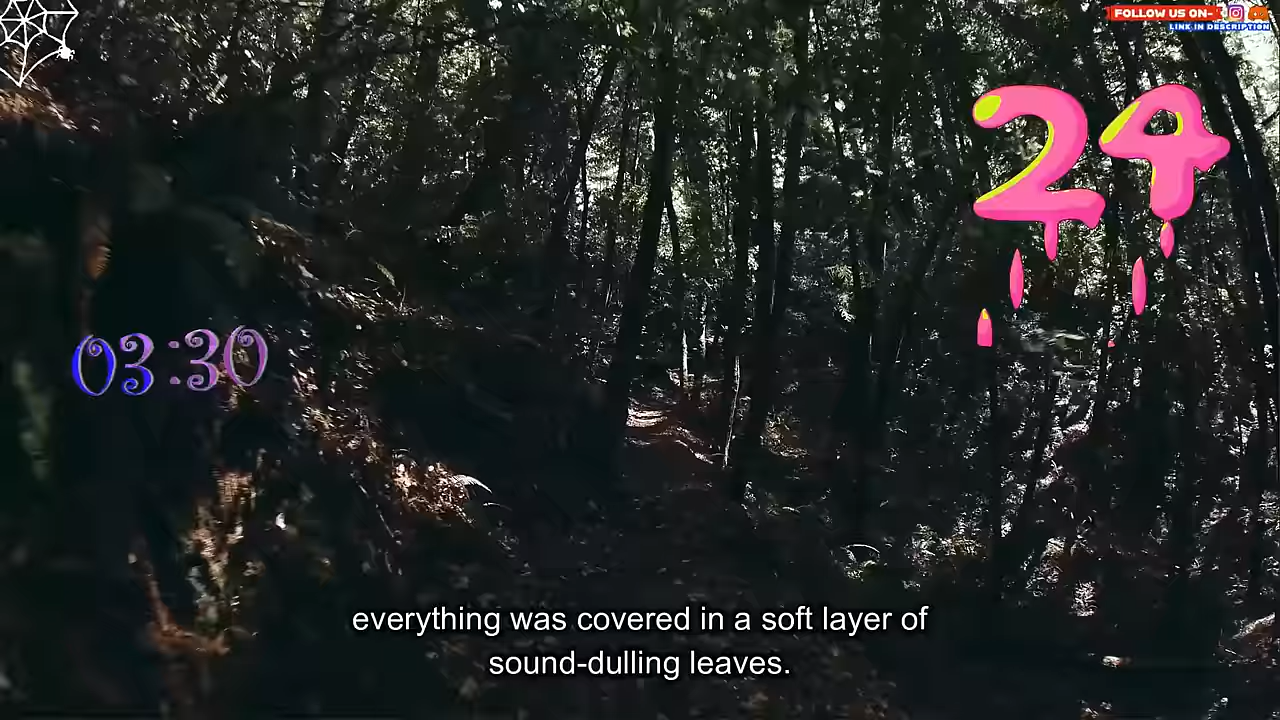 FOLLOW US ON-
LINK IN DESCRIPTION
24
03:30
everything was covered in a soft layer of
sound-dulling leaves.